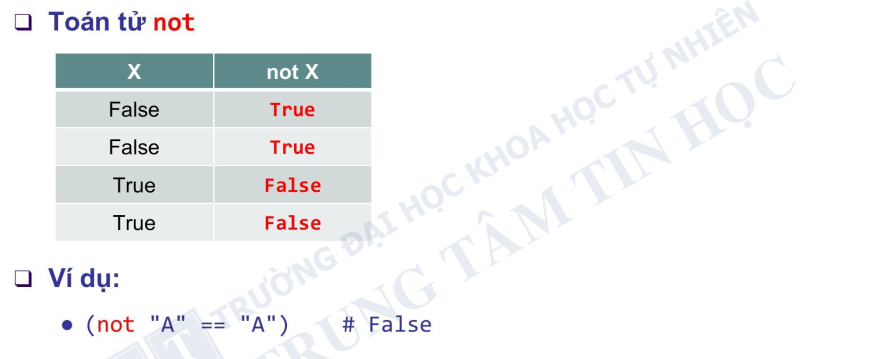 ❑ Toán tử not
X not X
False True
False True
True False
True False
❑ Ví dụ:
● (not "A" == "A") # False
TRƯỜNG ĐẠI HỌC KHOA HỌC TỰ NHIÊN
TRUNG TÂM TIN HỌC